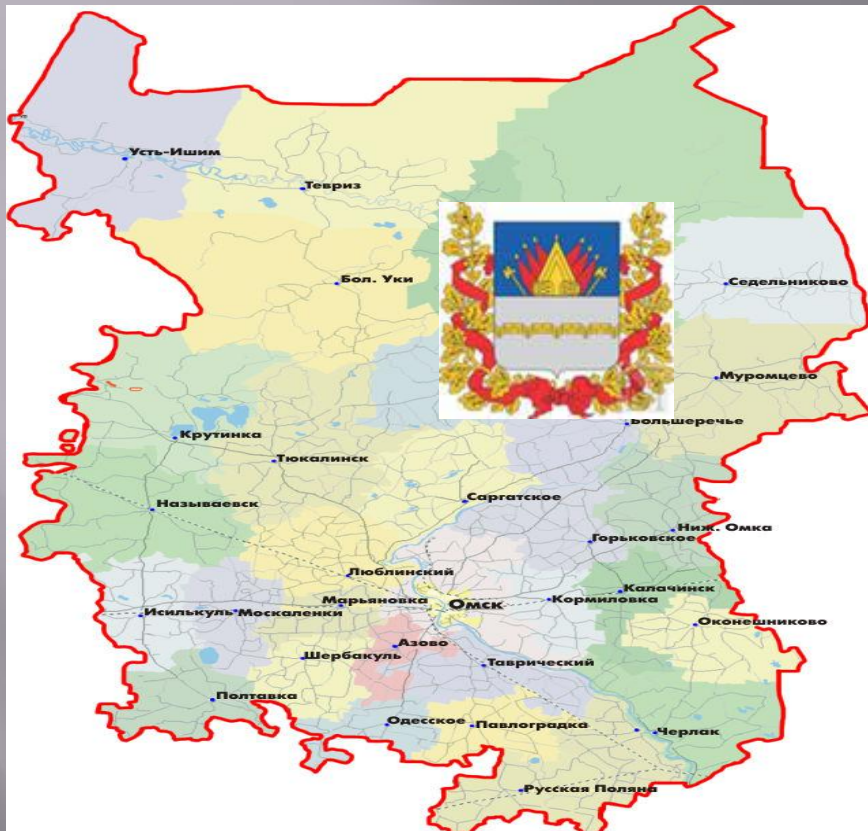 Усть-Ишим
Тевриз
Бол. Уки
Седельниково
Муромцево
Большеречье
Крутинка
Тюкалинск
Называевск
Саргатское
Ниж. Омка
Горьковское
Люблинский
Калачинск
Марьяновка
Омск
Кормиловка
Исилькуль
Москаленки
Оконешниково
Азово
Шербакуль
Таврический
Полтавка
Одесское
Павлоградка
Черлак
Русская Поляна